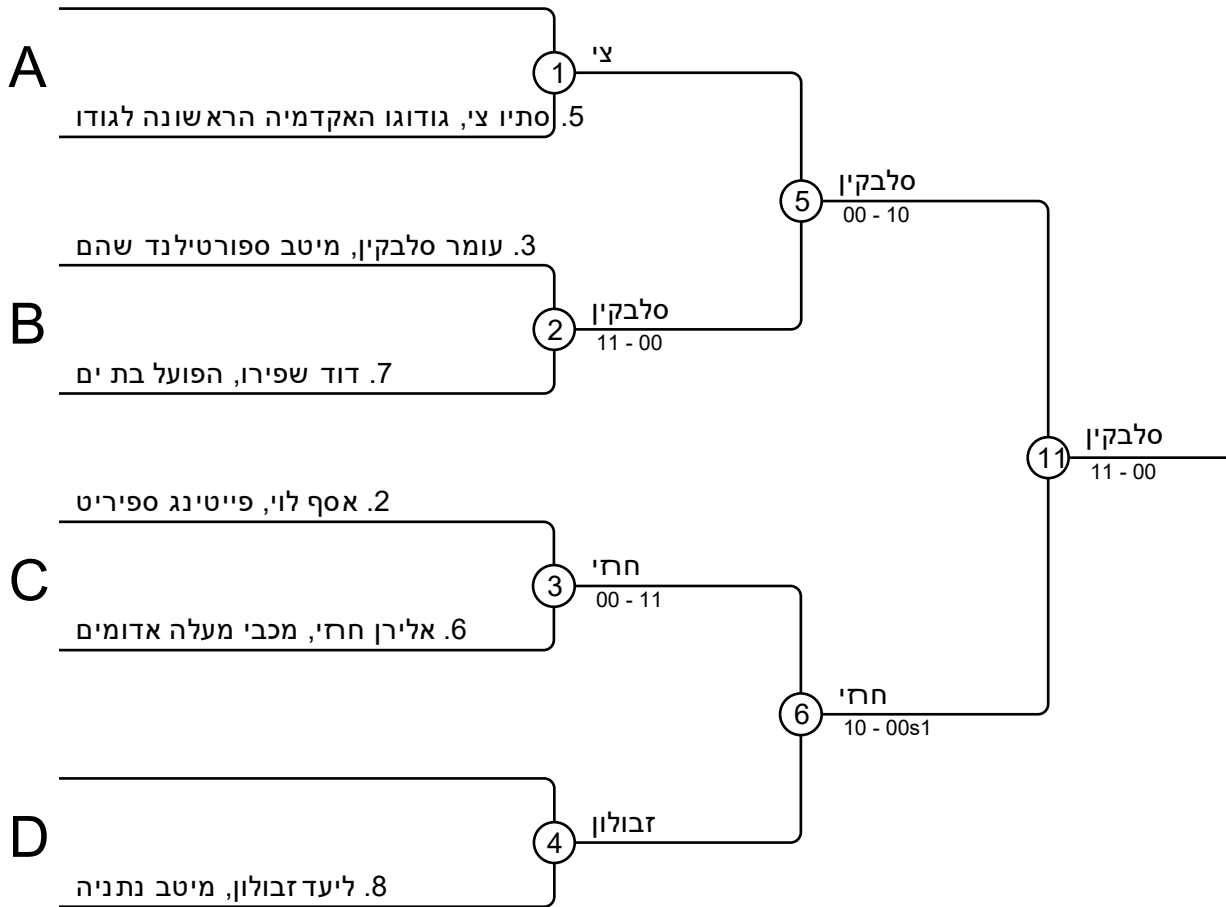 A
1
צי
5. סתיו צי, גודוגו האקדמיה הראשונה לגודו
5
סלבקין
00 - 10
3. עומר סלבקין, מיטב ספורטילנד שהם
B
2
סלבקין
11 - 00
7. דוד שפירו, הפועל בת ים
11
סלבקין
11 - 00
2. אסף לוי, פייטינג ספיריט
C
3
חרזי
00 - 11
6. אלירן חרזי, מכבי מעלה אדומים
6
חרזי
10 - 00s1
D
4
זבולון
8. ליעד זבולון, מיטב נתניה